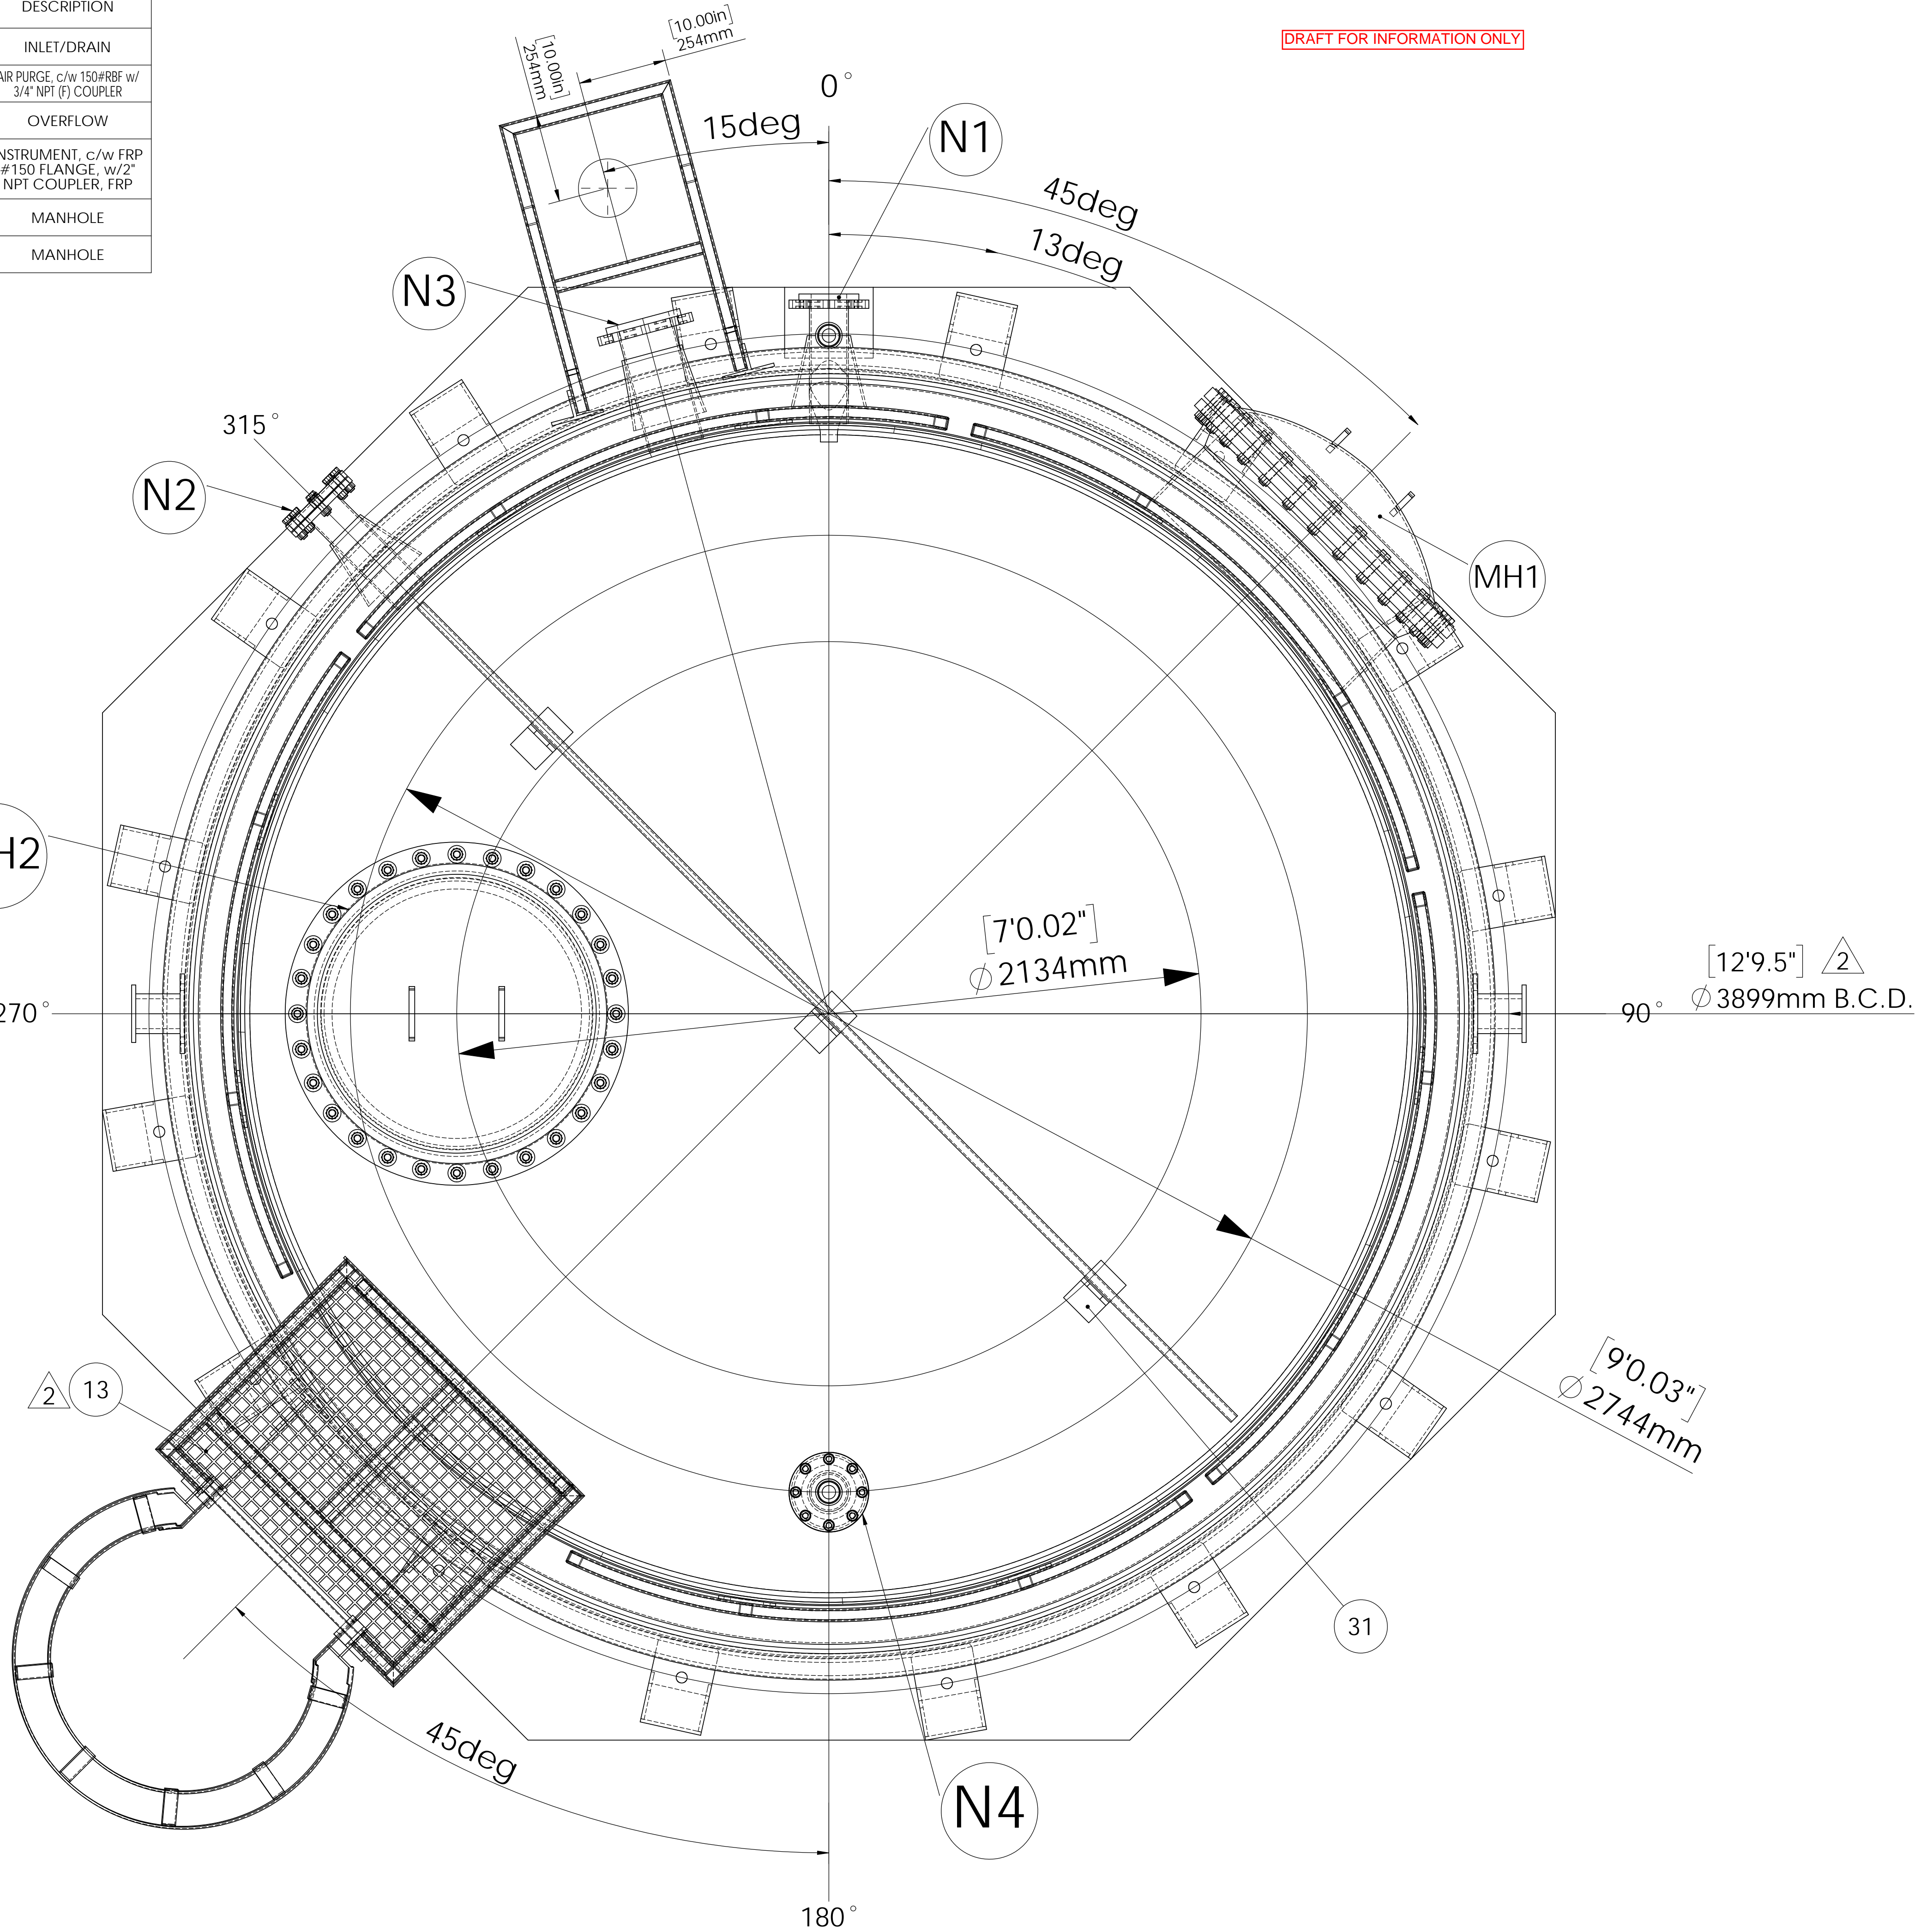 DESCRIPTION
INLET/DRAIN
AIR PURGE, c/w 150#RBF w/
3/4" NPT (F) COUPLER
OVERFLOW
NSTRUMENT, c/w FRP
#150 FLANGE, w/2"
NPT COUPLER, FRP
MANHOLE
MANHOLE
DRAFT FOR INFORMATION ONLY
[10.00in]
254mm
[10.00in]
254mm
0°
15deg
N1
45deg
13deg
N3
315°
N2
MH1
H2
[7'0.02"]
⌀ 2134mm
[12'9.5"] 2
⌀ 3899mm B.C.D.
270°
90°
[9'0.03"]
⌀ 2744mm
2 13
31
45deg
N4
180°